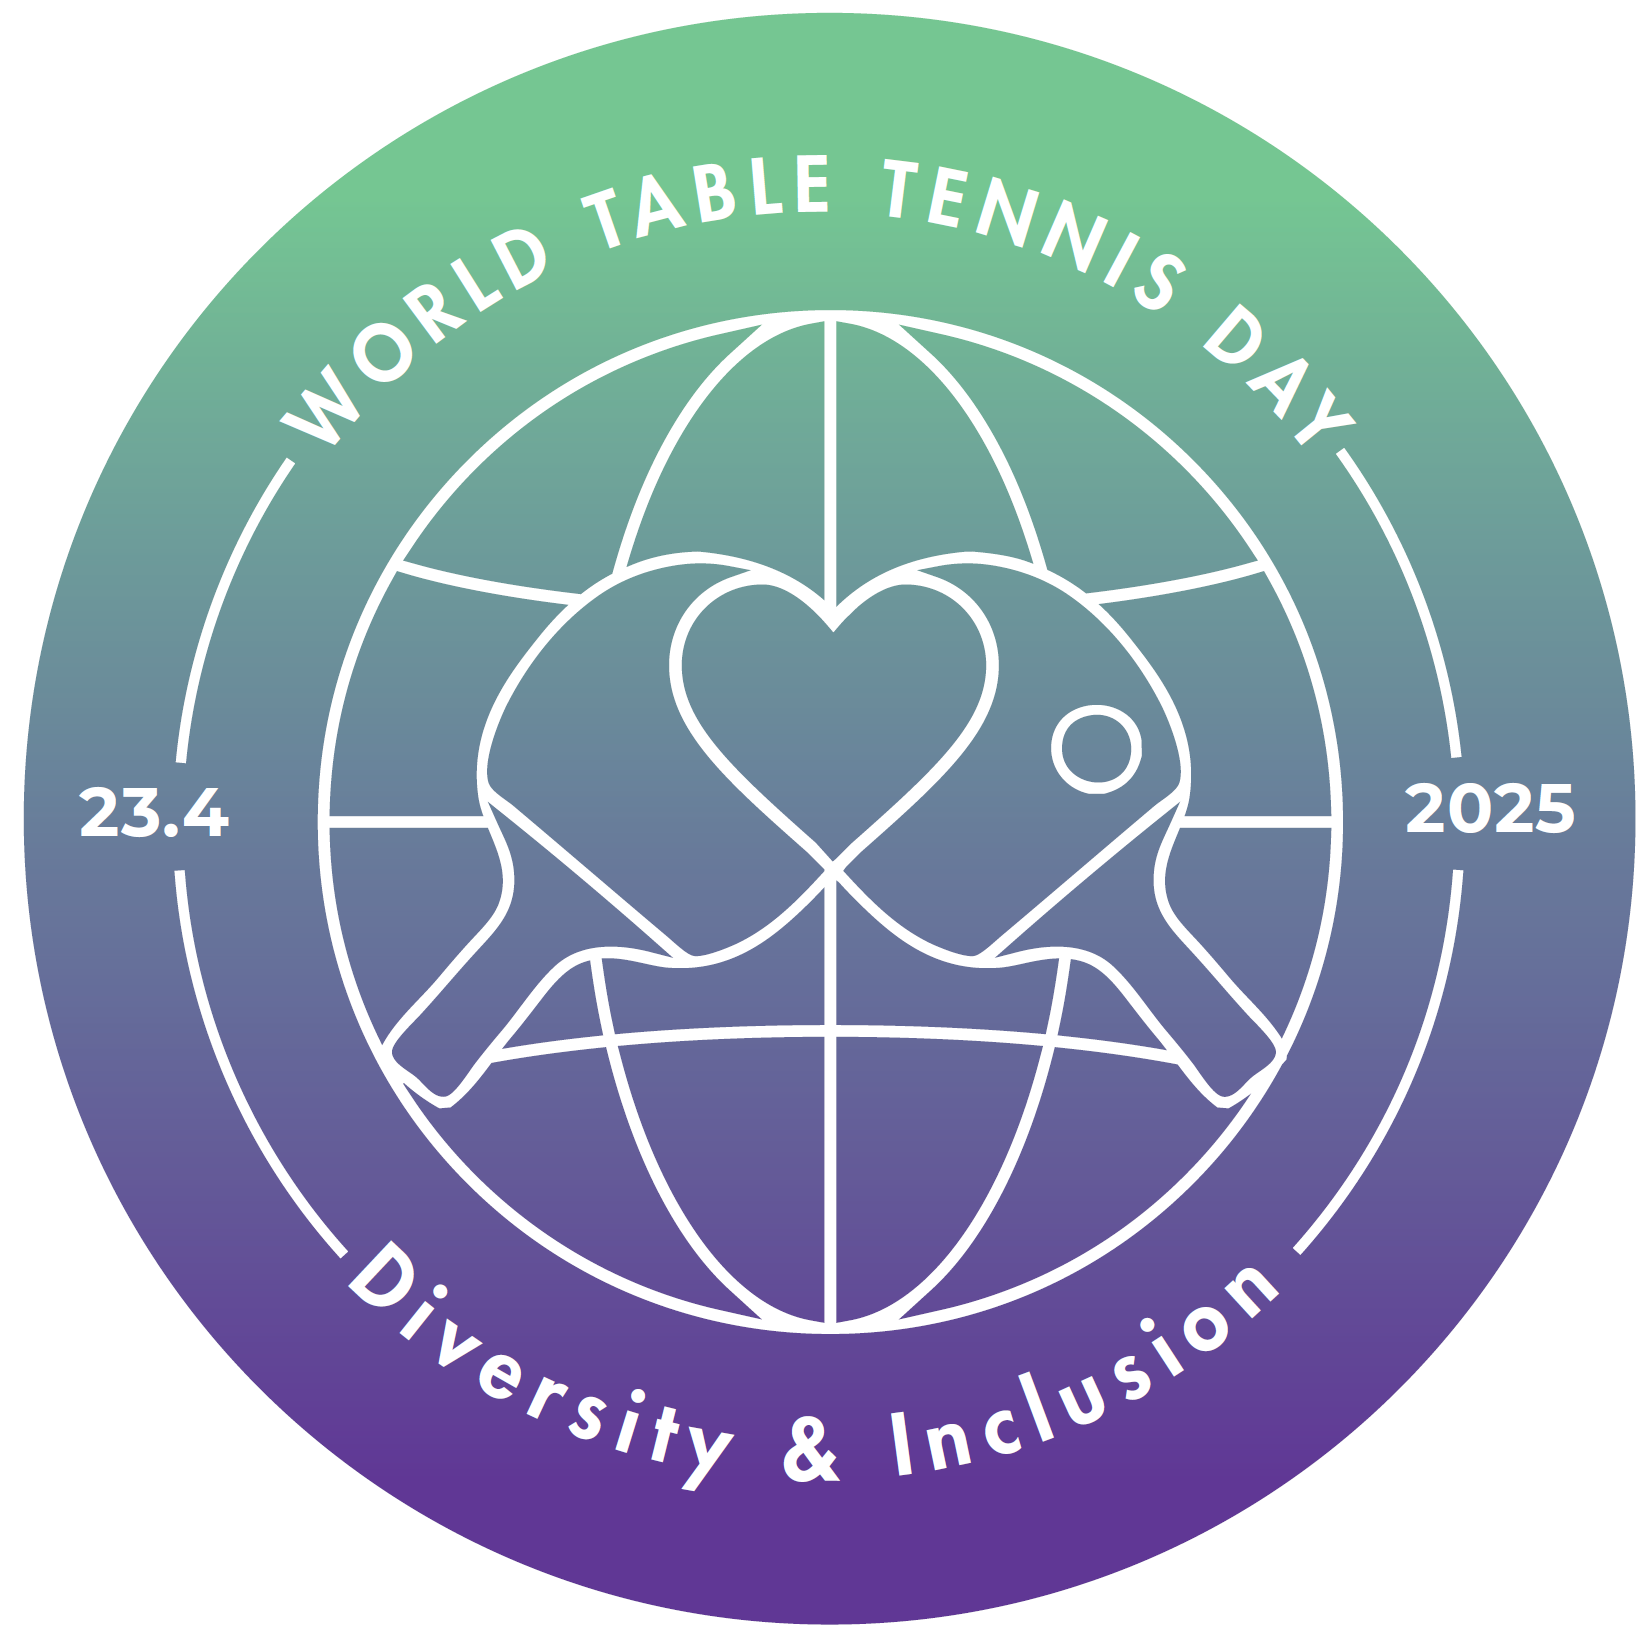 WORLD TABLE TENNIS DAY
23.4
2025
Diversity & Inclusion